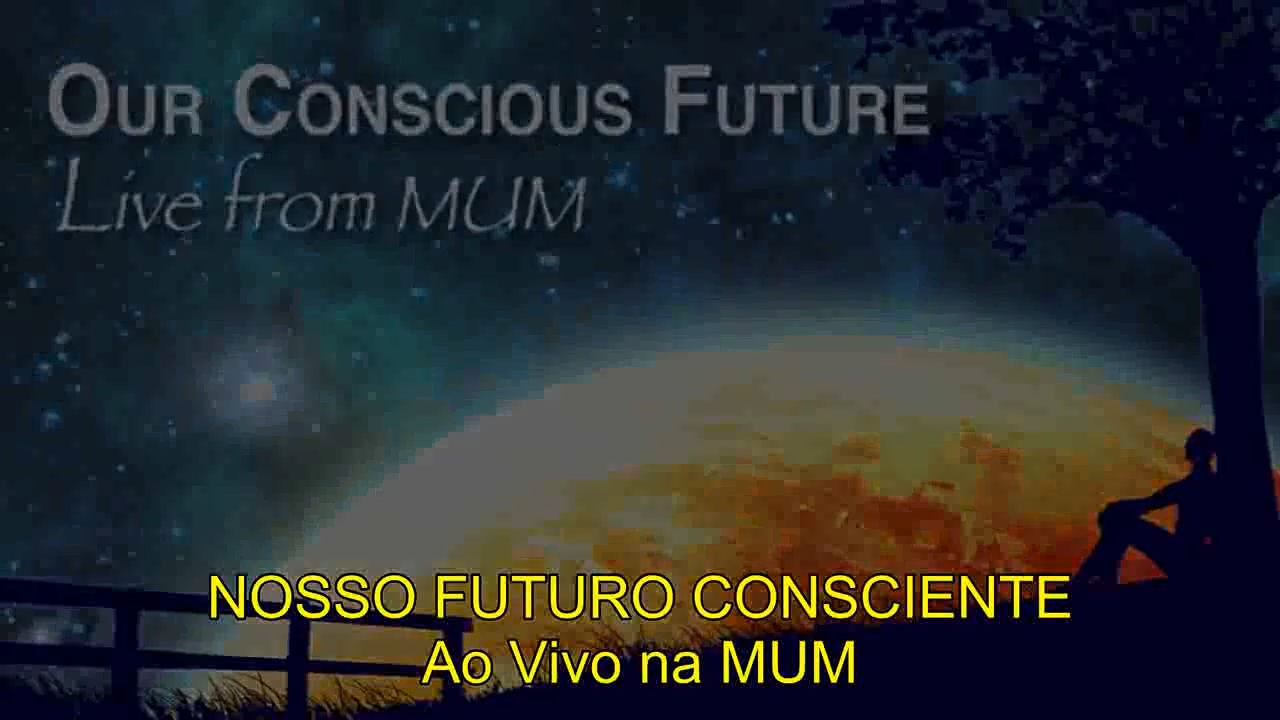 OUR CONSCIOUS FUTURE
Live from MUM
NOSSO FUTURO CONSCIENTE
Ao Vivo na MUM